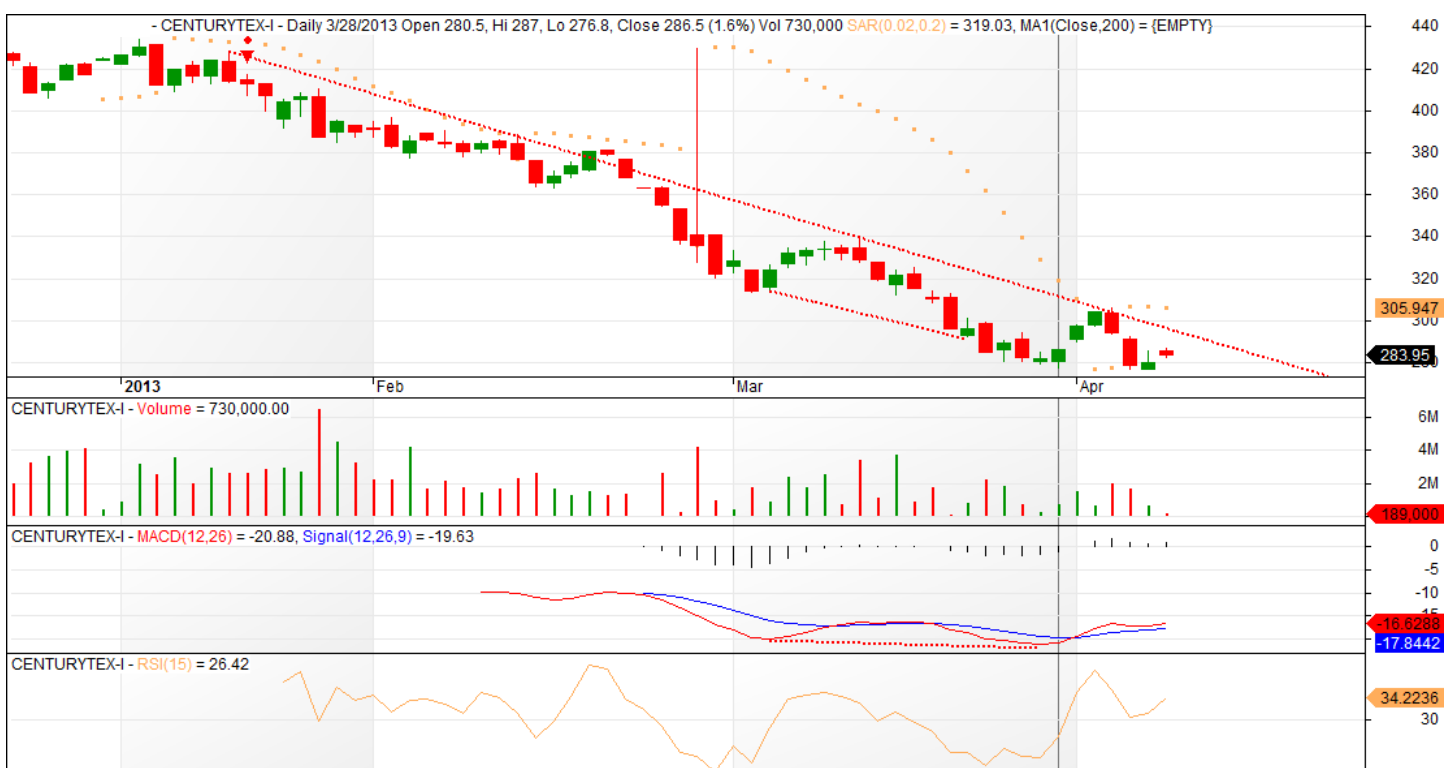 - CENTURYTEX-I - Daily 3/28/2013 Open 280.5, Hi 287, Lo 276.8, Close 286.5 (1.6%) Vol 730,000 SAR(0.02,0.2) = 319.03, MA1(Close,200) = {EMPTY}
440
420
400
380
360
340
320
305.947
300
283.95
2013
Feb
Mar
Apr
CENTURYTEX-I - Volume = 730,000.00
6M
4M
2M
189,000
CENTURYTEX-I - MACD(12,26) = -20.88, Signal(12,26,9) = -19.63
0
-5
-10
-16.6288
-17.8442
CENTURYTEX-I - RSI(15) = 26.42
34.2236
30